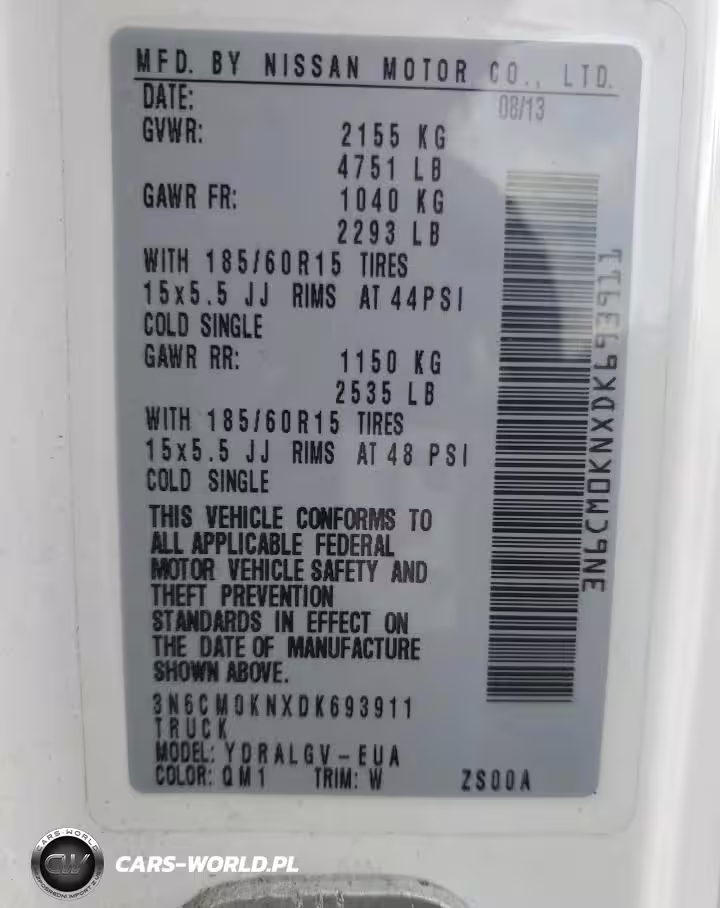 MFD. BY NISSAN MOTOR CO., LTD.
DATE: 08/13
GVWR: 2155 KG
4751 LB
GAWR FR: 1040 KG
2293 LB
WITH 185/60R15 TIRES
15x5.5 JJ RIMS AT 44PSI
COLD SINGLE
GAWR RR: 1150 KG
2535 LB
WITH 185/60R15 TIRES
15x5.5 JJ RIMS AT 48 PSI
COLD SINGLE
THIS VEHICLE CONFORMS TO
ALL APPLICABLE FEDERAL
MOTOR VEHICLE SAFETY AND
THEFT PREVENTION
STANDARDS IN EFFECT ON
THE DATE OF MANUFACTURE
SHOWN ABOVE.
3N6CM0KNXDK693911
TRUCK
MODEL: YDRALGV-EUA
COLOR: QM1 TRIM: W ZS00A
3N6CM0KNXDK693911
CARS-WORLD
CW
CARS-WORLD.PL